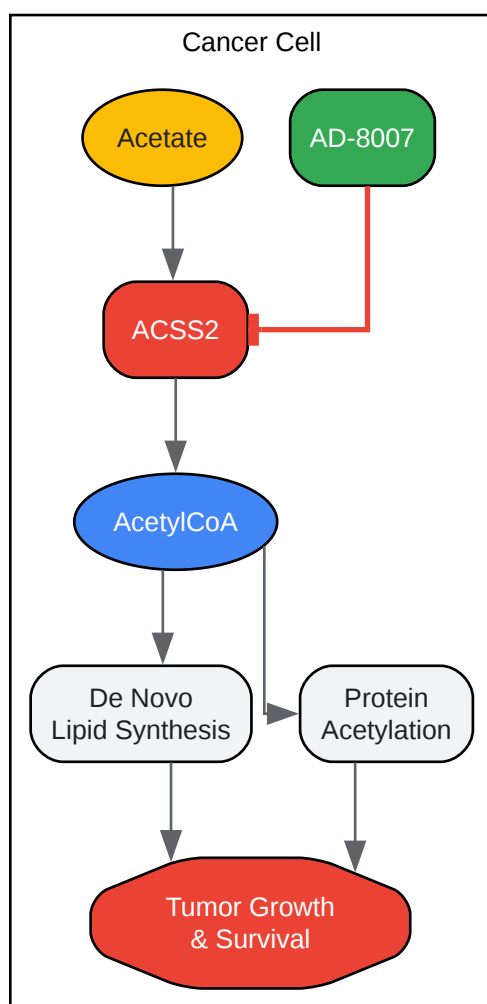 Cancer Cell
Acetate
AD-8007
ACSS2
AcetylCoA
De Novo
Lipid Synthesis
Protein
Acetylation
Tumor Growth
& Survival